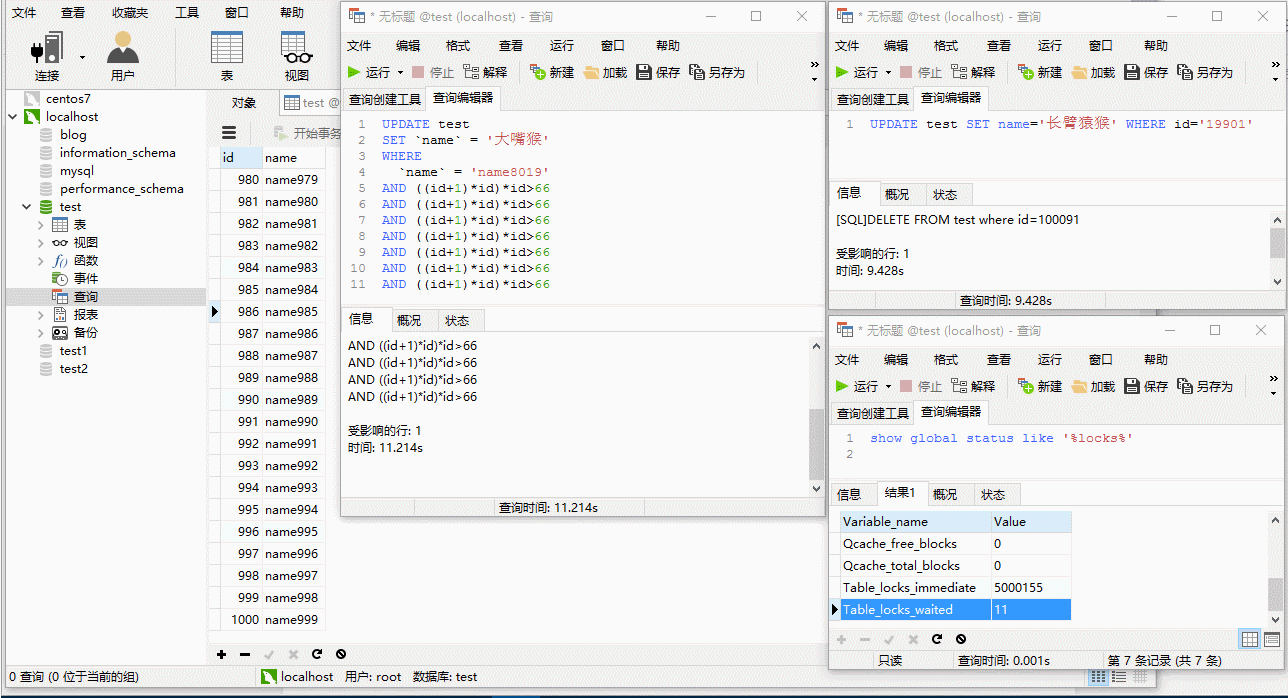 文件 查看 收藏夹 工具 窗口 帮助
连接 用户 表 视图
centos7
localhost
blog
information_schema
mysql
performance_schema
test
表
视图
函数
事件
查询
报表
备份
test1
test2
对象 test @
开始事务
id name
980 name979
981 name980
982 name981
983 name982
984 name983
985 name984
986 name985
987 name986
988 name987
989 name988
990 name989
991 name990
992 name991
993 name992
994 name993
995 name994
996 name995
997 name996
998 name997
999 name998
1000 name999
0 查询 (0 位于当前的组) localhost 用户: root 数据库: test
* 无标题 @test (localhost) - 查询
文件 编辑 格式 查看 运行 窗口 帮助
运行 停止 解释 新建 加载 保存 另存为
查询创建工具 查询编辑器
1 UPDATE test
2 SET `name` = '大嘴猴'
3 WHERE
4 `name` = 'name8019'
5 AND ((id+1)*id)*id>66
6 AND ((id+1)*id)*id>66
7 AND ((id+1)*id)*id>66
8 AND ((id+1)*id)*id>66
9 AND ((id+1)*id)*id>66
10 AND ((id+1)*id)*id>66
11 AND ((id+1)*id)*id>66
信息 概况 状态
AND ((id+1)*id)*id>66
AND ((id+1)*id)*id>66
AND ((id+1)*id)*id>66
AND ((id+1)*id)*id>66
受影响的行: 1
时间: 11.214s
查询时间: 11.214s
* 无标题 @test (localhost) - 查询
文件 编辑 格式 查看 运行 窗口 帮助
运行 停止 解释 新建 加载 保存 另存为
查询创建工具 查询编辑器
1 UPDATE test SET name='长臂猿猴' WHERE id='19901'
信息 概况 状态
[SQL]DELETE FROM test where id=100091
受影响的行: 1
时间: 9.428s
查询时间: 9.428s
* 无标题 @test (localhost) - 查询
文件 编辑 格式 查看 运行 窗口 帮助
运行 停止 解释 新建 加载 保存 另存为
查询创建工具 查询编辑器
1 show global status like '%locks%'
2
信息 结果1 概况 状态
Variable_name Value
Qcache_free_blocks 0
Qcache_total_blocks 0
Table_locks_immediate 5000155
Table_locks_waited 11
只读 查询时间: 0.001s 第 7 条记录 (共 7 条)